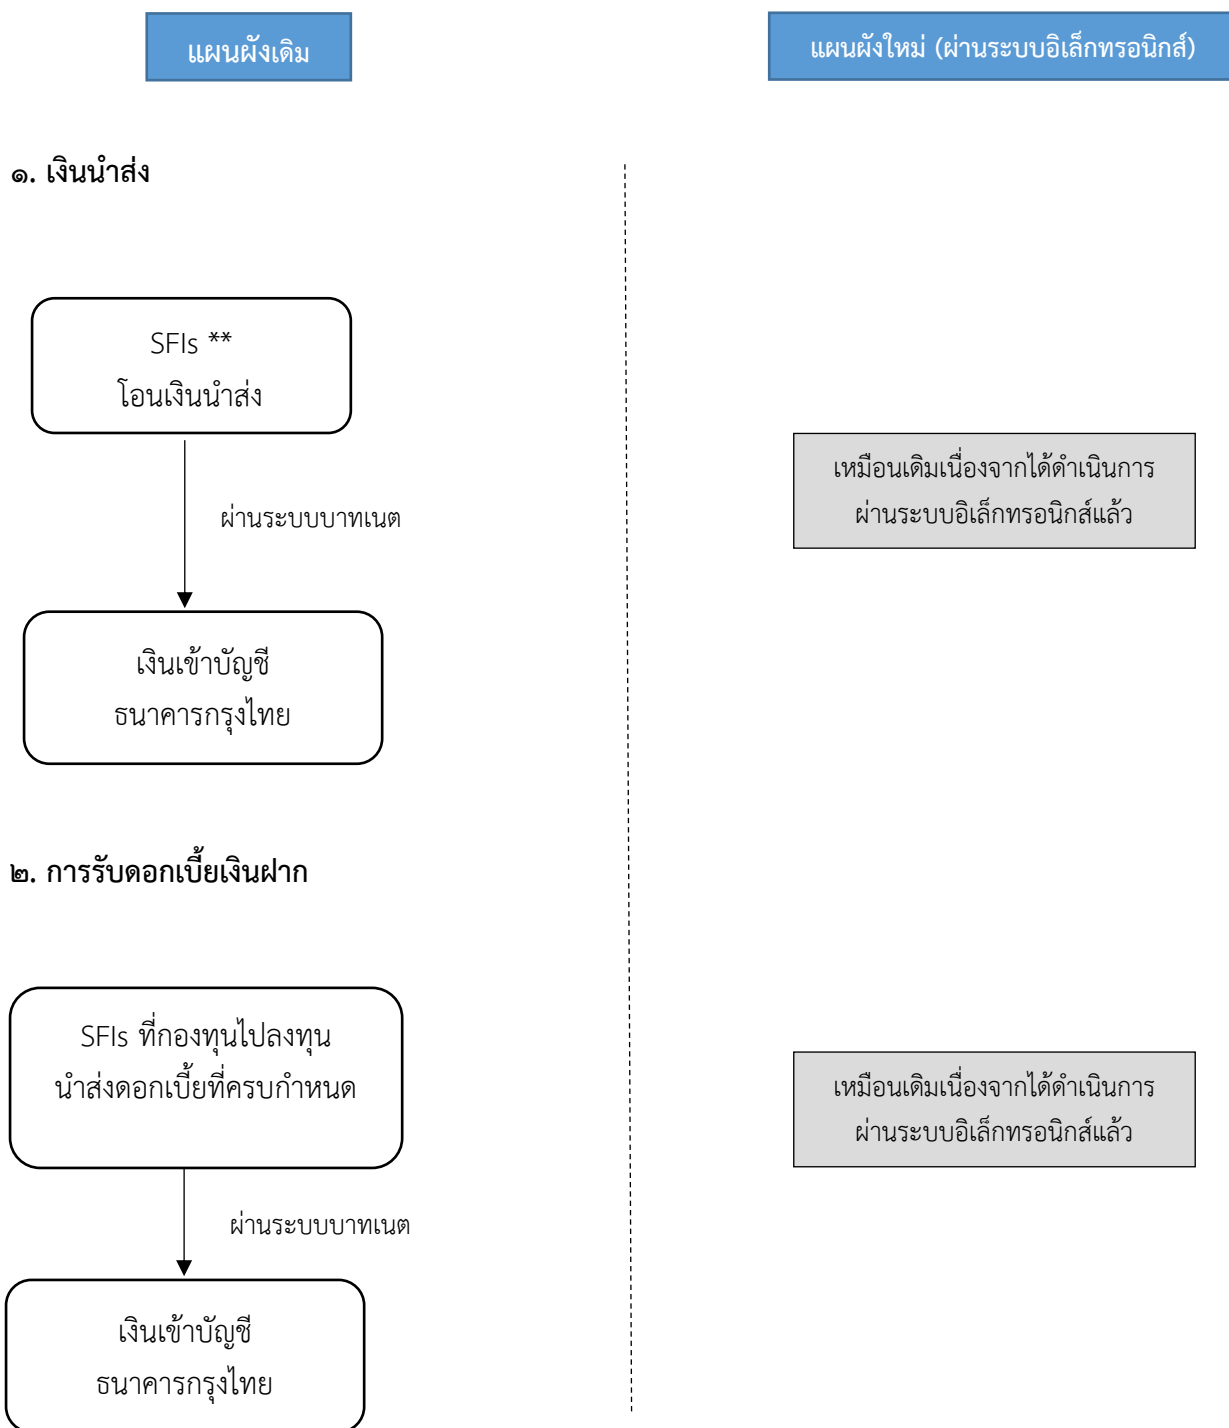 แผนผังเดิม
แผนผังใหม่ (ผ่านระบบอิเล็กทรอนิกส์)
๑. เงินนำส่ง
SFIs **
โอนเงินนำส่ง
ผ่านระบบบาทเนต
เงินเข้าบัญชี
ธนาคารกรุงไทย
เหมือนเดิมเนื่องจากได้ดำเนินการ
ผ่านระบบอิเล็กทรอนิกส์แล้ว
๒. การรับดอกเบี้ยเงินฝาก
SFIs ที่กองทุนไปลงทุน
นำส่งดอกเบี้ยที่ครบกำหนด
ผ่านระบบบาทเนต
เงินเข้าบัญชี
ธนาคารกรุงไทย
เหมือนเดิมเนื่องจากได้ดำเนินการ
ผ่านระบบอิเล็กทรอนิกส์แล้ว